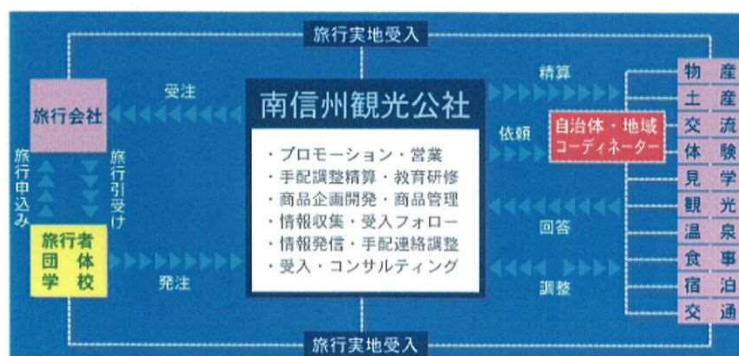 旅行実地受入
旅行会社
受注
南信州観光公社
・プロモーション・営業
・手配調整精算・教育研修
・商品企画開発・商品管理
・情報収集・受入フォロー
・情報発信・手配連絡調整
・受入・コンサルティング
旅行申込み
旅行引受け
旅行者
団体
学校
発注
精算
依頼
自治体・地域
コーディネーター
回答
調整
物産
土産
交流
体験
見学
観光
温泉
食事
宿泊
交通
旅行実地受入